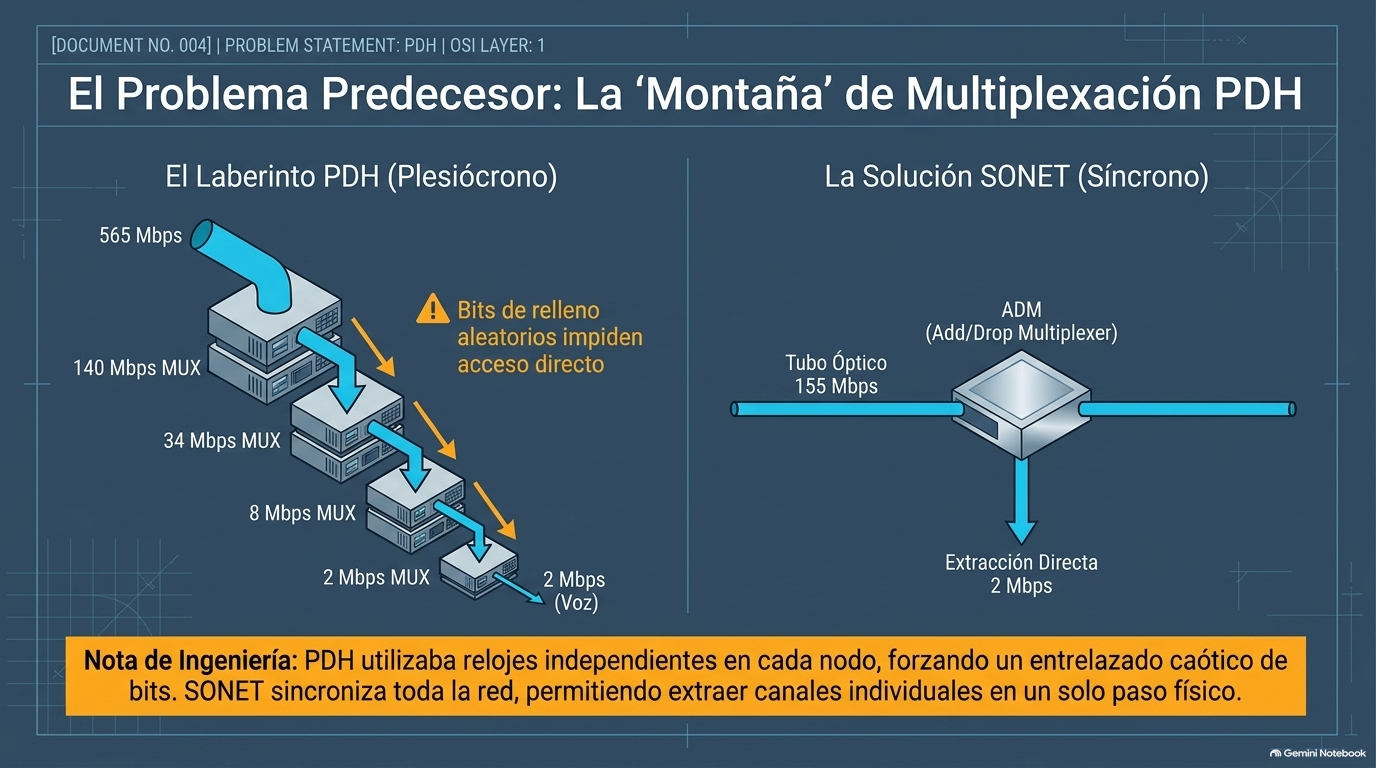 [DOCUMENT NO. 004] | PROBLEM STATEMENT: PDH | OSI LAYER: 1
El Problema Predecesor: La ‘Montaña’ de Multiplexación PDH
El Laberinto PDH (Plesiócrono)
565 Mbps
140 Mbps MUX
34 Mbps MUX
8 Mbps MUX
2 Mbps MUX
2 Mbps
(Voz)
Bits de relleno
aleatorios impiden
acceso directo
La Solución SONET (Síncrono)
ADM
(Add/Drop Multiplexer)
Tubo Óptico
155 Mbps
Extracción Directa
2 Mbps
Nota de Ingeniería: PDH utilizaba relojes independientes en cada nodo, forzando un entrelazado caótico de
bits. SONET sincroniza toda la red, permitiendo extraer canales individuales en un solo paso físico.
Gemini Notebook